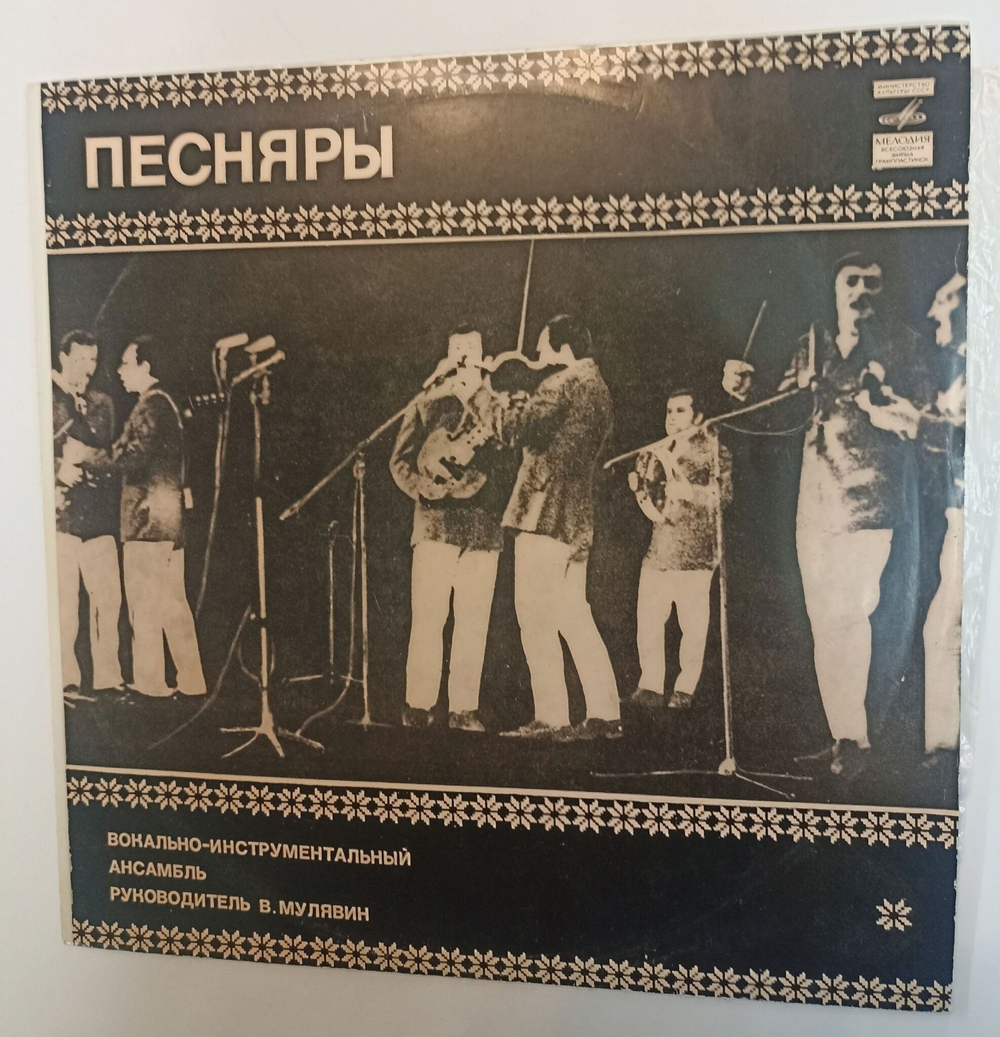 ПЕСНЯРЫ
МИНИСТЕРСТВО
КУЛЬТУРЫ СССР
МЕЛОДИЯ
ВСЕСОЮЗНАЯ
ФИРМА
ГРАМПЛАСТИНОК
ВОКАЛЬНО-ИНСТРУМЕНТАЛЬНЫЙ
АНСАМБЛЬ
РУКОВОДИТЕЛЬ В.МУЛЯВИН